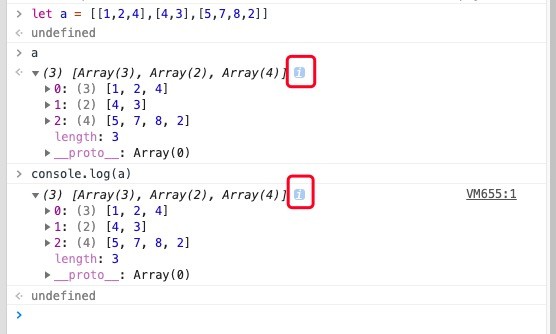 > let a = [[1,2,4],[4,3],[5,7,8,2]]
<· undefined
> a
<· ▼(3) [Array(3), Array(2), Array(4)] i
▶0: (3) [1, 2, 4]
▶1: (2) [4, 3]
▶2: (4) [5, 7, 8, 2]
length: 3
▶__proto__: Array(0)
> console.log(a)
▼(3) [Array(3), Array(2), Array(4)] i VM655:1
▶0: (3) [1, 2, 4]
▶1: (2) [4, 3]
▶2: (4) [5, 7, 8, 2]
length: 3
▶__proto__: Array(0)
<· undefined
>